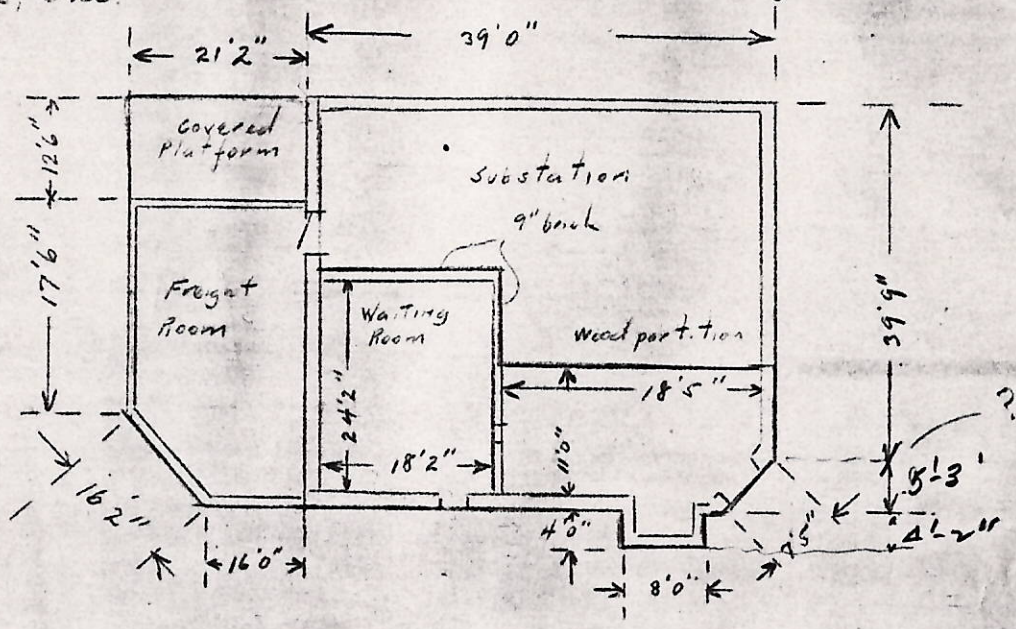 39'0"
21'2"
12'6"
Covered
Platform
Substation
9" brick
17'6"
Freight
Room
Waiting
Room
Wood partition
39'9"
18'5"
24'2"
18'2"
11'0"
?
5'-3'
16'2"
4'0"
4'-2"
7'5"
16'0"
8'0"